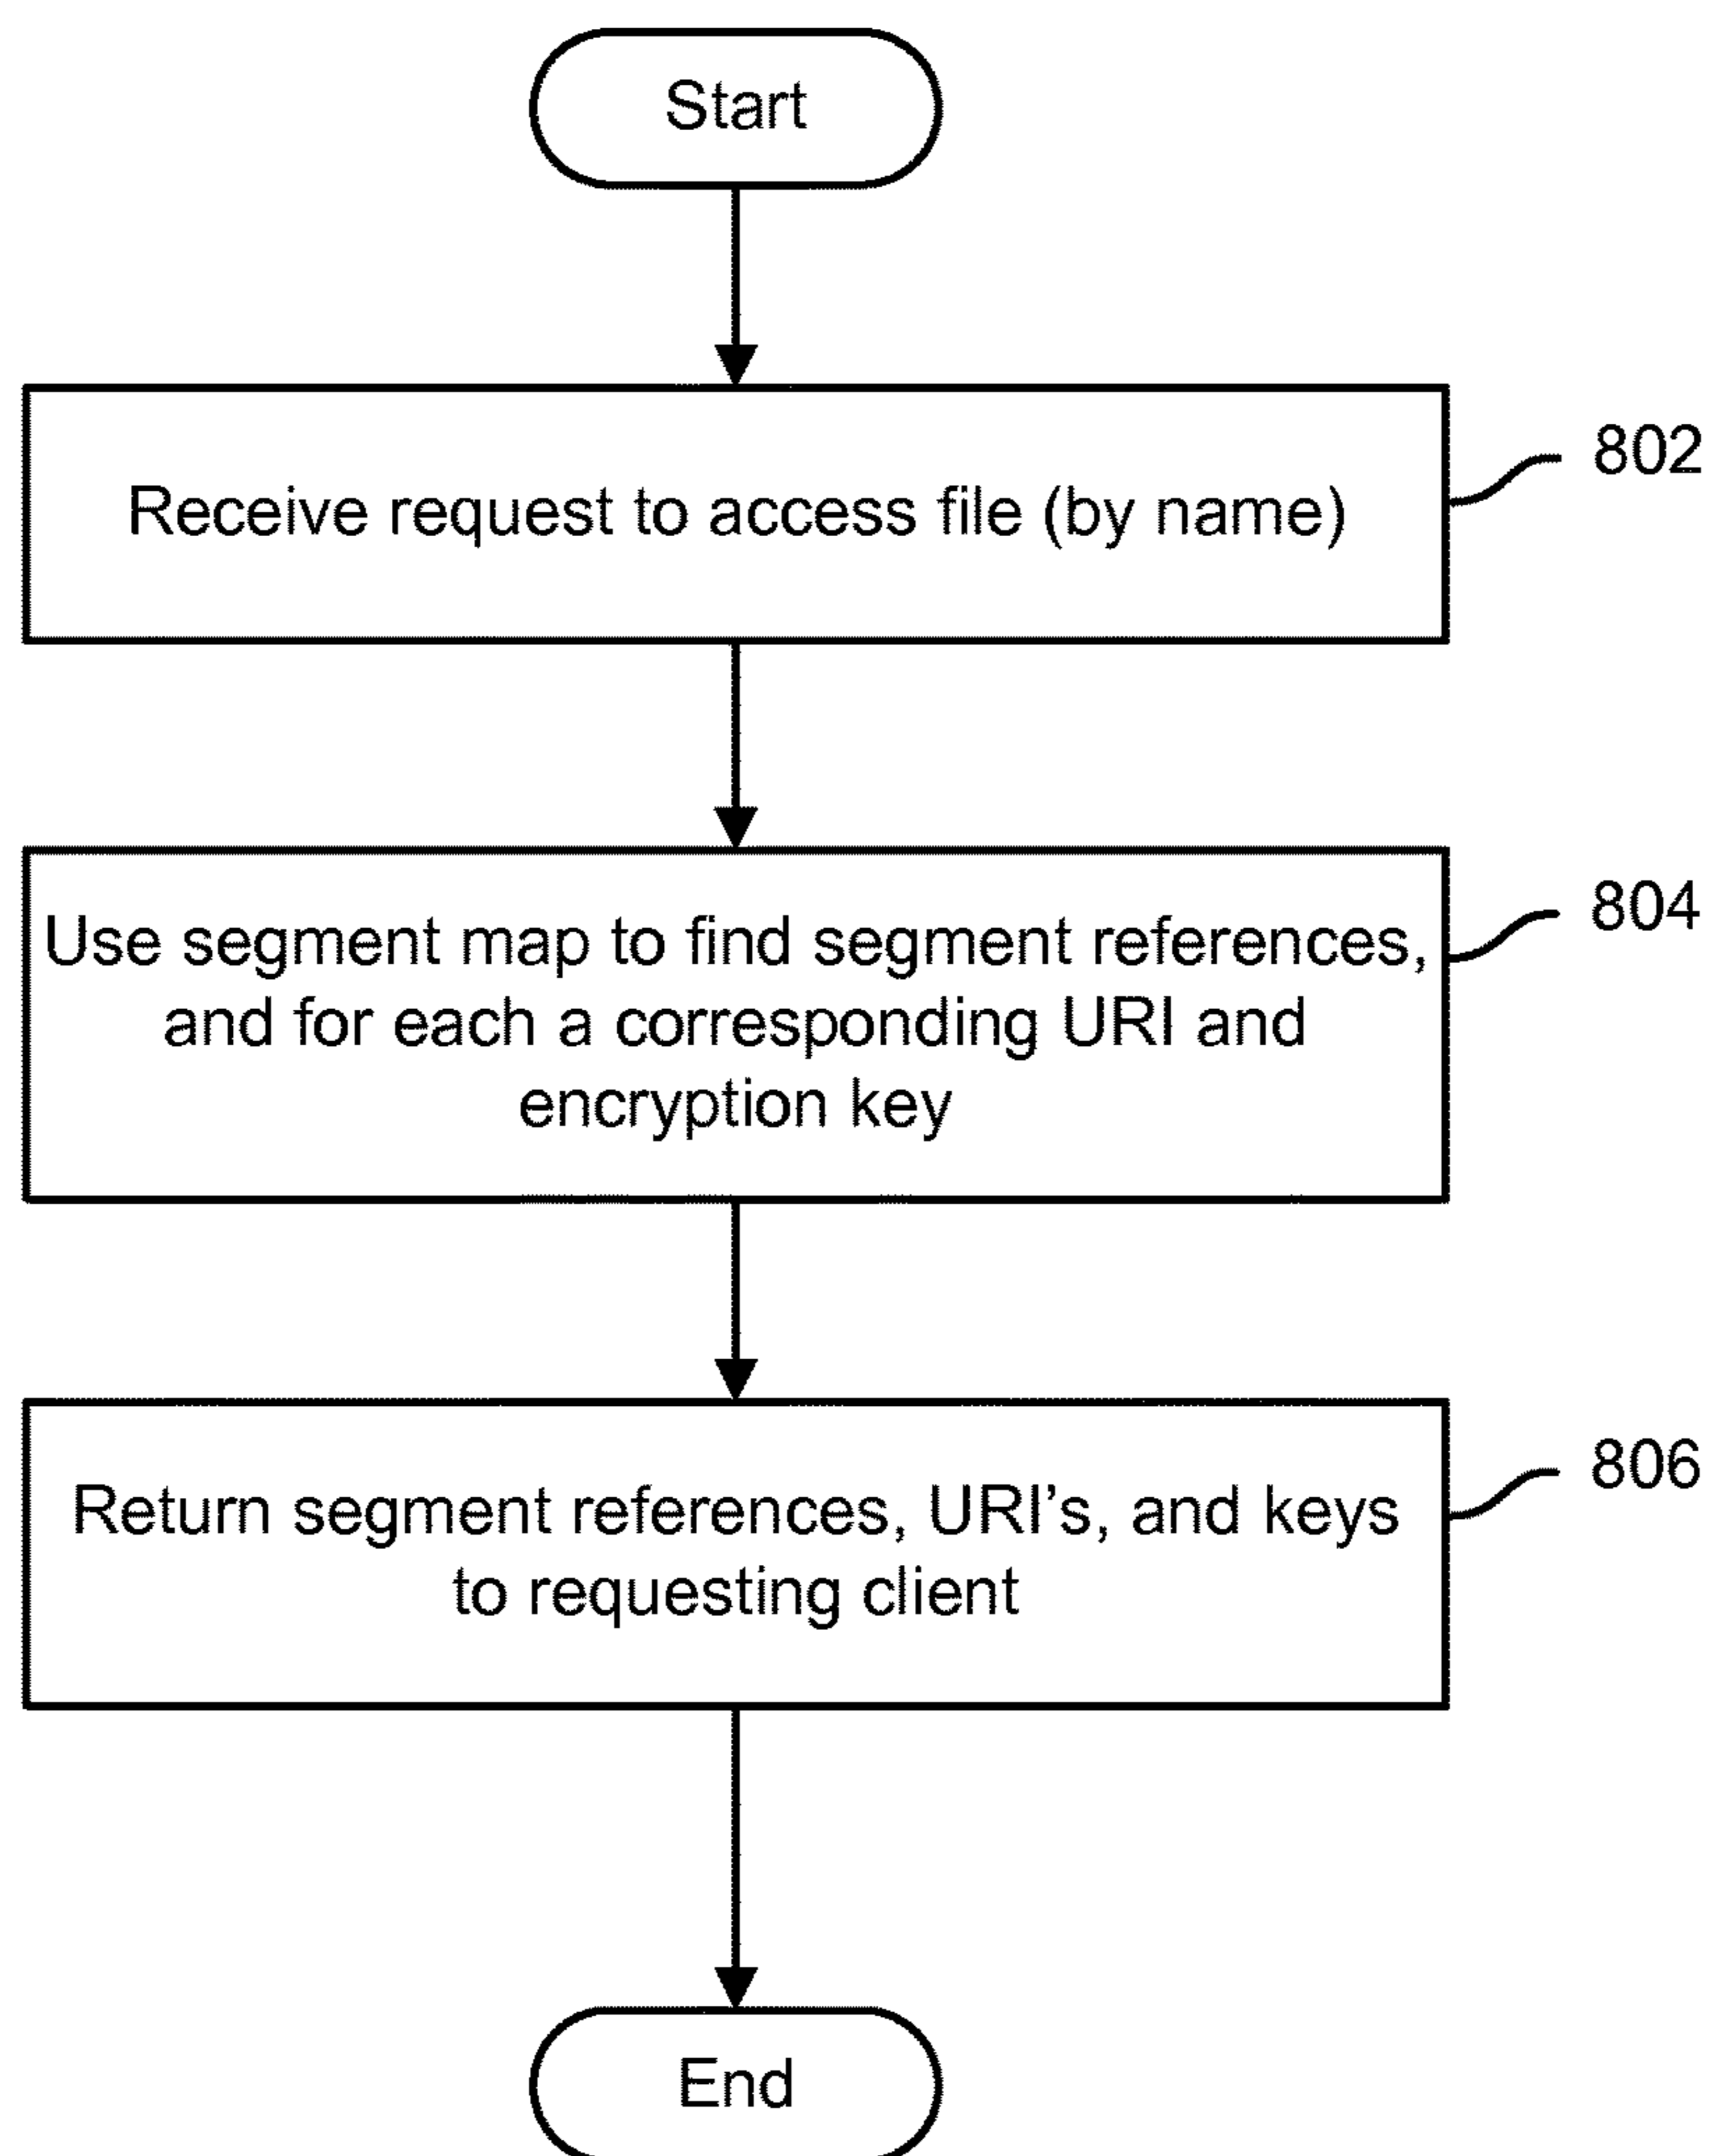 Start
Receive request to access file (by name)
802
Use segment map to find segment references,
and for each a corresponding URI and
encryption key
804
Return segment references, URI's, and keys
to requesting client
806
End